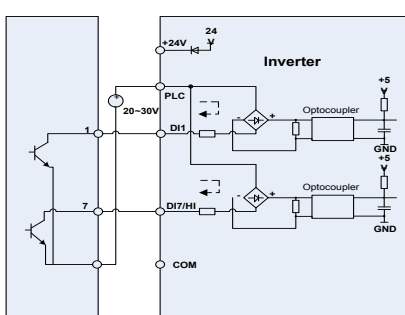 24
V
+24V
Inverter
+
PLC
20~30V
+5
Optocoupler
1
DI1
- +
GND
+5
Optocoupler
7
DI7/HI
- +
GND
COM